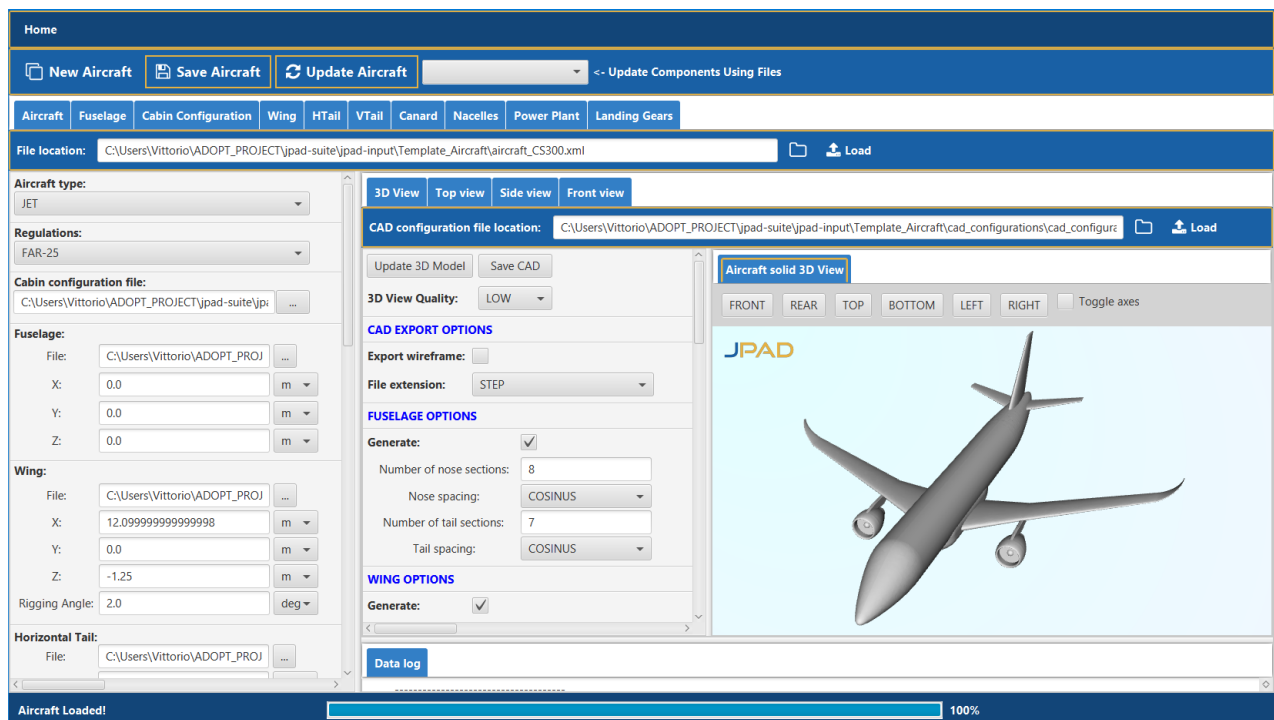 Home
New Aircraft Save Aircraft Update Aircraft <- Update Components Using Files
Aircraft Fuselage Cabin Configuration Wing HTail VTail Canard Nacelles Power Plant Landing Gears
File location: C:\Users\Vittorio\ADOPT_PROJECT\jpad-suite\jpad-input\Template_Aircraft\aircraft_CS300.xml Load
Aircraft type:
JET
Regulations:
FAR-25
Cabin configuration file:
C:\Users\Vittorio\ADOPT_PROJECT\jpad-suite\jpa ...
Fuselage:
File: C:\Users\Vittorio\ADOPT_PROJ ...
X: 0.0 m
Y: 0.0 m
Z: 0.0 m
Wing:
File: C:\Users\Vittorio\ADOPT_PROJ ...
X: 12.099999999999998 m
Y: 0.0 m
Z: -1.25 m
Rigging Angle: 2.0 deg
Horizontal Tail:
File: C:\Users\Vittorio\ADOPT_PROJ ...
3D View Top view Side view Front view
CAD configuration file location: C:\Users\Vittorio\ADOPT_PROJECT\jpad-suite\jpad-input\Template_Aircraft\cad_configurations\cad_configura Load
Update 3D Model Save CAD
3D View Quality: LOW
CAD EXPORT OPTIONS
Export wireframe:
File extension: STEP
FUSELAGE OPTIONS
Generate:
Number of nose sections: 8
Nose spacing: COSINUS
Number of tail sections: 7
Tail spacing: COSINUS
WING OPTIONS
Generate:
Aircraft solid 3D View
FRONT REAR TOP BOTTOM LEFT RIGHT Toggle axes
JPAD
Data log
------------------------------------
Aircraft Loaded! 100%